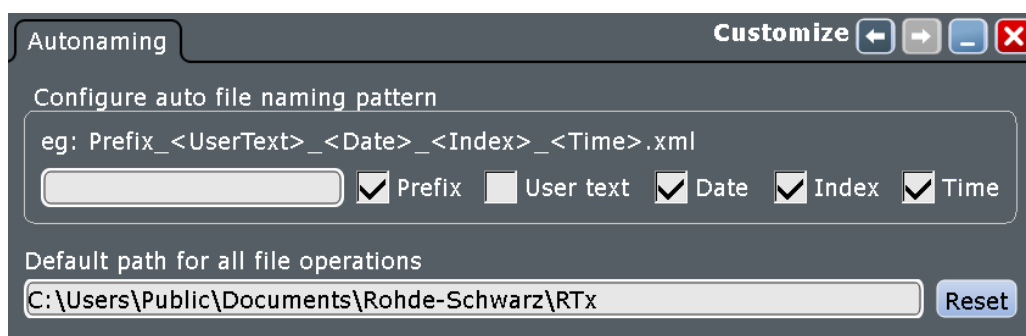 Autonaming
Customize
Configure auto file naming pattern
eg: Prefix_<UserText>_<Date>_<Index>_<Time>.xml
Prefix User text Date Index Time
Default path for all file operations
C:\Users\Public\Documents\Rohde-Schwarz\RTx Reset